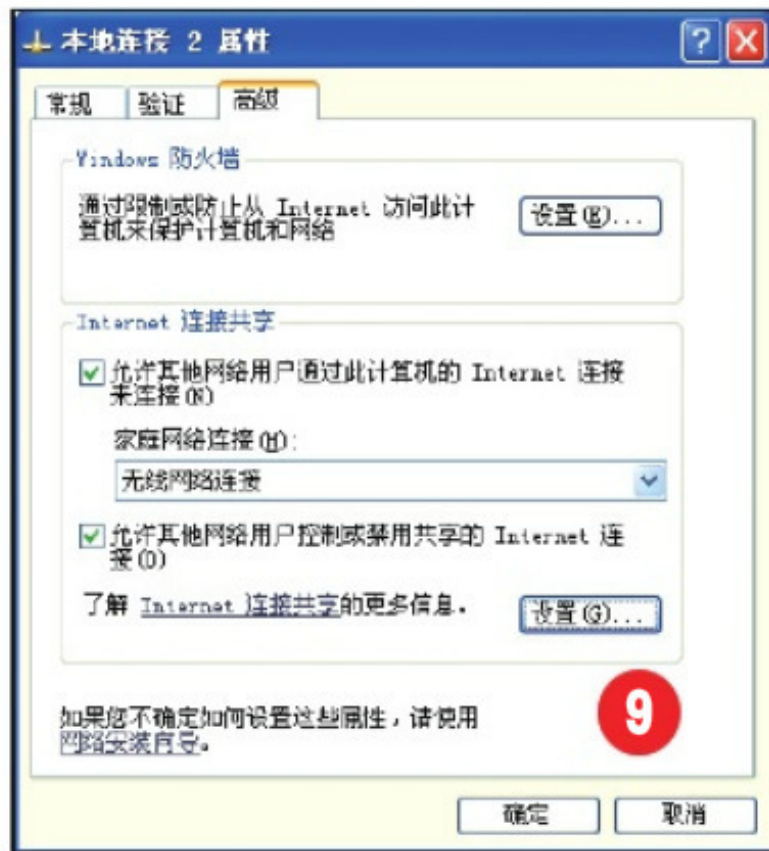 本地连接 2 属性
常规 验证 高级
Windows 防火墙
通过限制或防止从 Internet 访问此计
算机来保护计算机和网络
设置(E)...
Internet 连接共享
允许其他网络用户通过此计算机的 Internet 连接
来连接(N)
家庭网络连接(H):
无线网络连接
允许其他网络用户控制或禁用共享的 Internet 连
接(O)
了解 Internet 连接共享的更多信息。
设置(G)...
如果您不确定如何设置这些属性，请使用
网络安装向导。
9
确定 取消